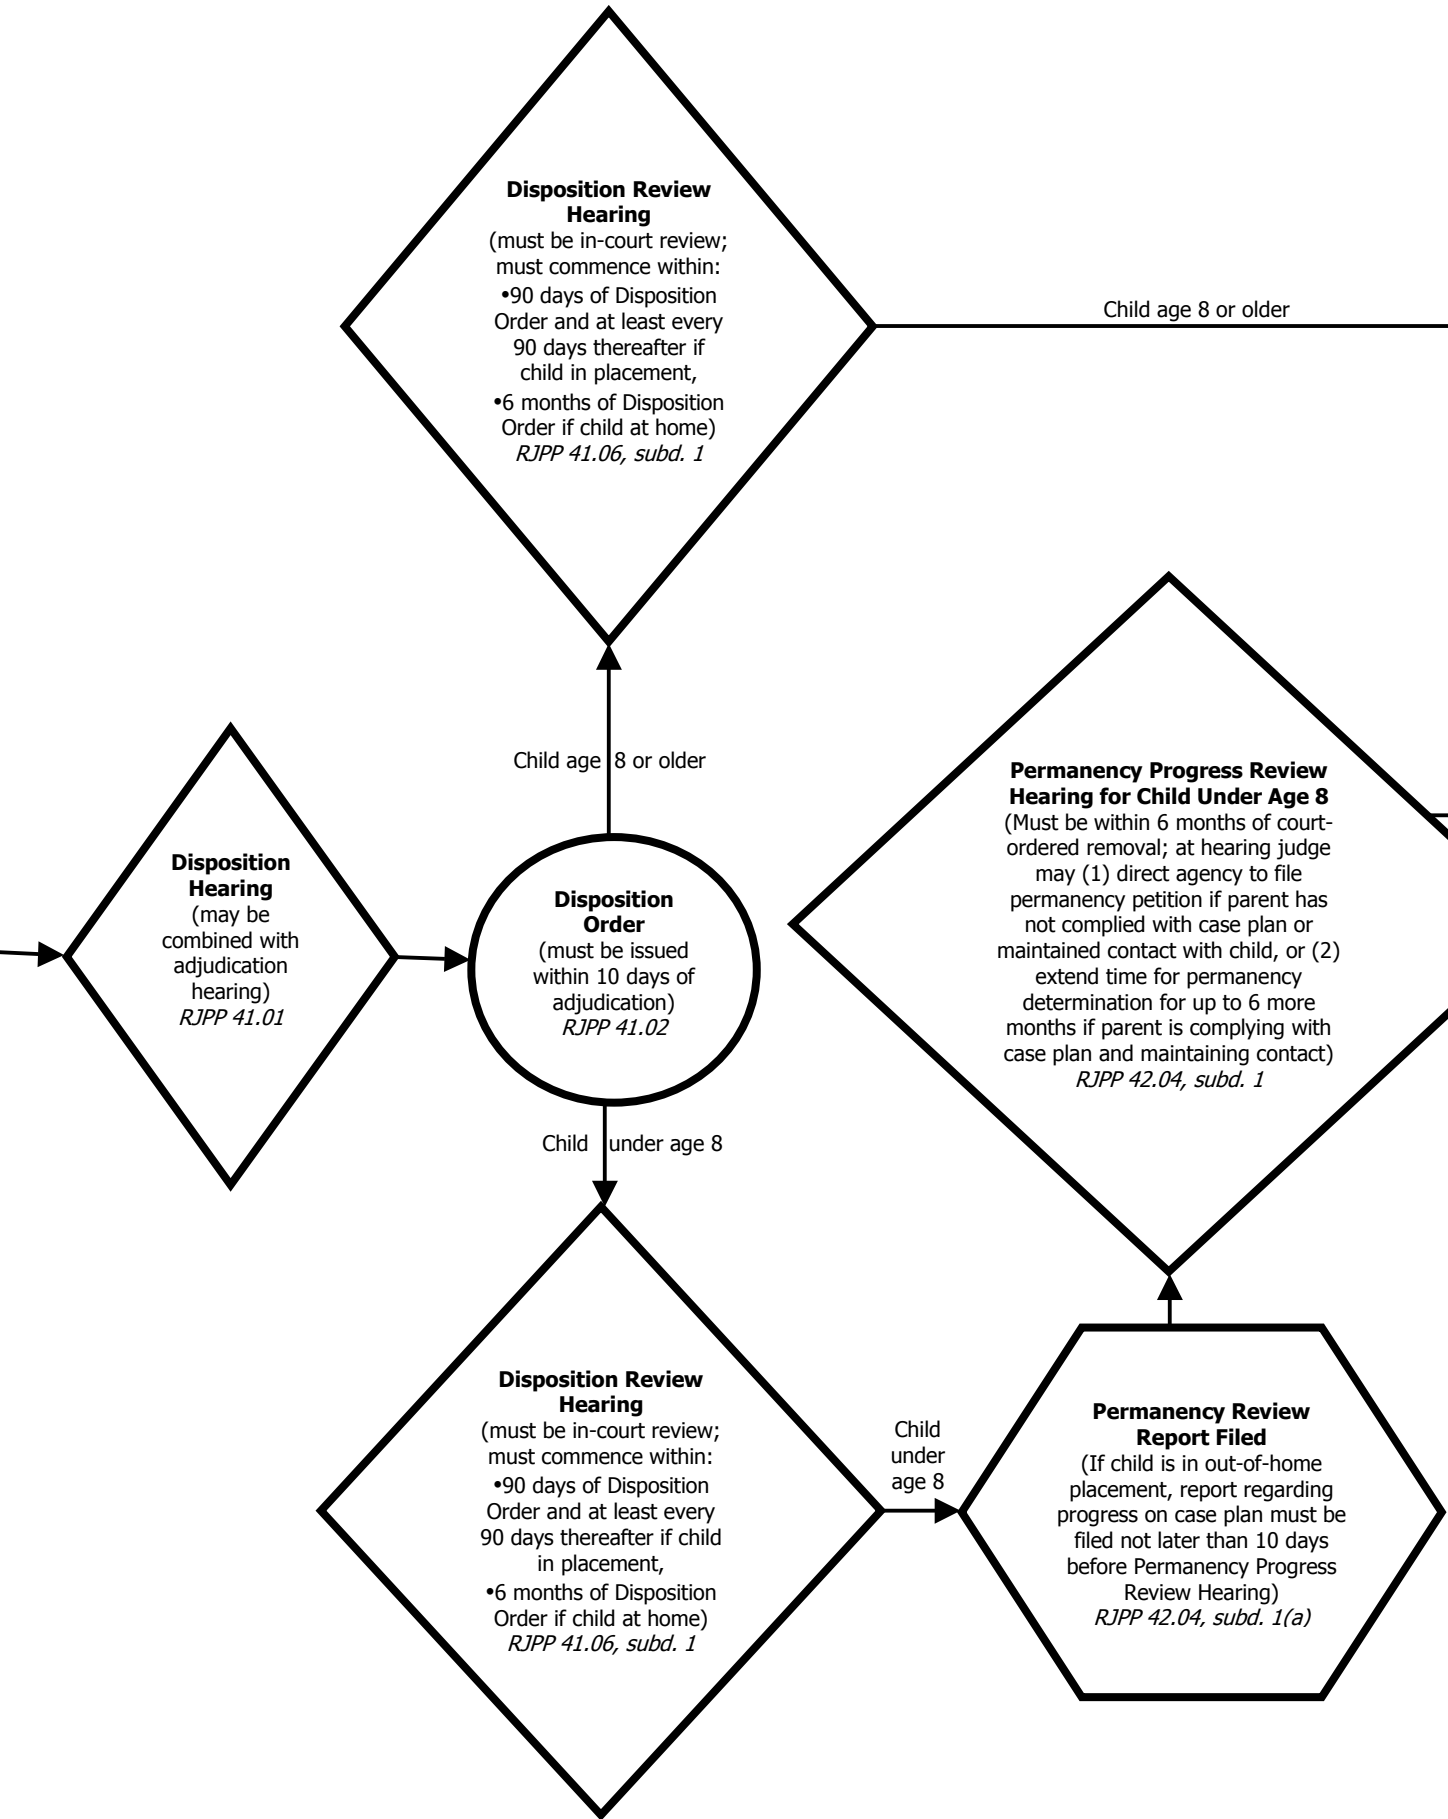 Disposition Review
Hearing
(must be in-court review;
must commence within:
•90 days of Disposition
Order and at least every
90 days thereafter if
child in placement,
•6 months of Disposition
Order if child at home)
RJPP 41.06, subd. 1
Child age 8 or older
Child age 8 or older
Disposition
Hearing
(may be
combined with
adjudication
hearing)
RJPP 41.01
Disposition
Order
(must be issued
within 10 days of
adjudication)
RJPP 41.02
Permanency Progress Review
Hearing for Child Under Age 8
(Must be within 6 months of court-
ordered removal; at hearing judge
may (1) direct agency to file
permanency petition if parent has
not complied with case plan or
maintained contact with child, or (2)
extend time for permanency
determination for up to 6 more
months if parent is complying with
case plan and maintaining contact)
RJPP 42.04, subd. 1
Child under age 8
Disposition Review
Hearing
(must be in-court review;
must commence within:
•90 days of Disposition
Order and at least every
90 days thereafter if child
in placement,
•6 months of Disposition
Order if child at home)
RJPP 41.06, subd. 1
Child
under
age 8
Permanency Review
Report Filed
(If child is in out-of-home
placement, report regarding
progress on case plan must be
filed not later than 10 days
before Permanency Progress
Review Hearing)
RJPP 42.04, subd. 1(a)